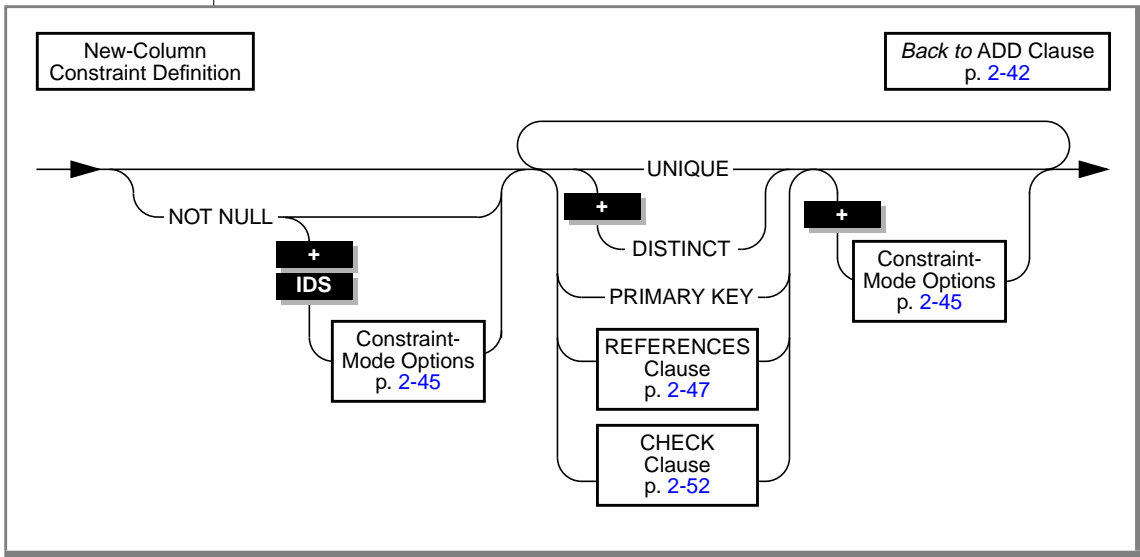 New-Column
Constraint Definition
Back to ADD Clause
p. 2-42
UNIQUE
NOT NULL
+
+
+
DISTINCT
IDS
Constraint-
Mode Options
p. 2-45
PRIMARY KEY
Constraint-
Mode Options
p. 2-45
REFERENCES
Clause
p. 2-47
CHECK
Clause
p. 2-52